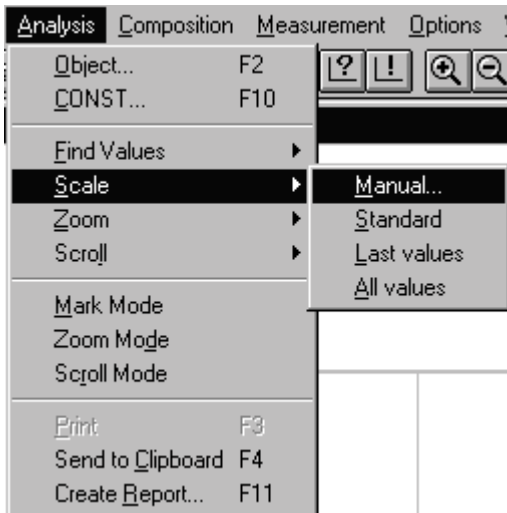 Analysis Composition Measurement Options
Object... F2
CONST... F10
Find Values
Scale
Zoom
Scroll
Manual...
Standard
Last values
All values
Mark Mode
Zoom Mode
Scroll Mode
Print F3
Send to Clipboard F4
Create Report... F11